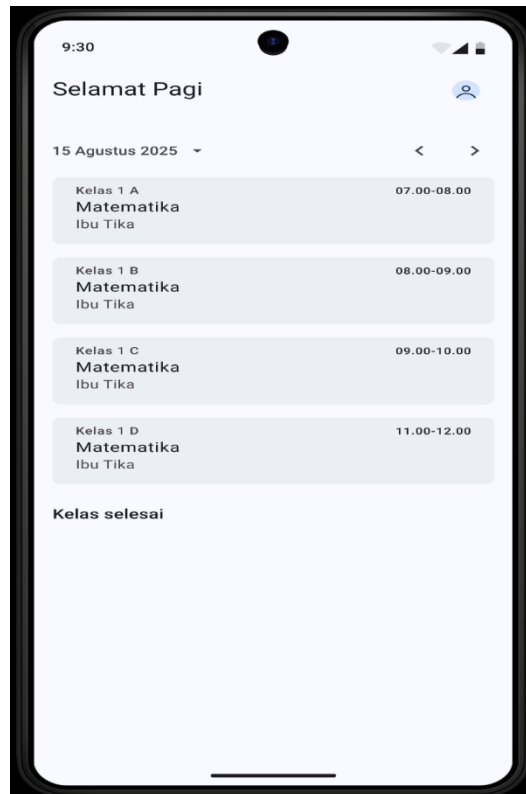 9:30
Selamat Pagi
15 Agustus 2025
Kelas 1 A 07.00-08.00
Matematika
Ibu Tika
Kelas 1 B 08.00-09.00
Matematika
Ibu Tika
Kelas 1 C 09.00-10.00
Matematika
Ibu Tika
Kelas 1 D 11.00-12.00
Matematika
Ibu Tika
Kelas selesai